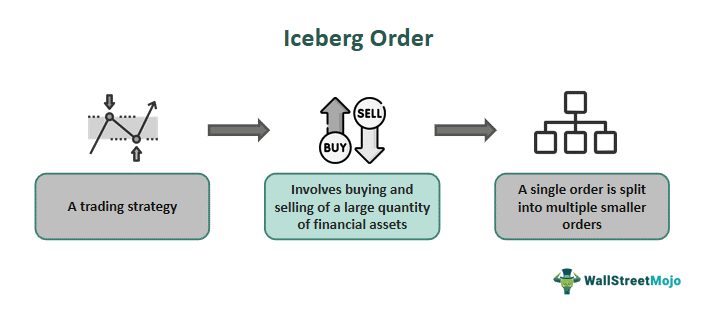 Iceberg Order
SELL
BUY
A trading strategy
Involves buying and
selling of a large quantity
of financial assets
A single order is split
into multiple smaller
orders
WallStreetMojo